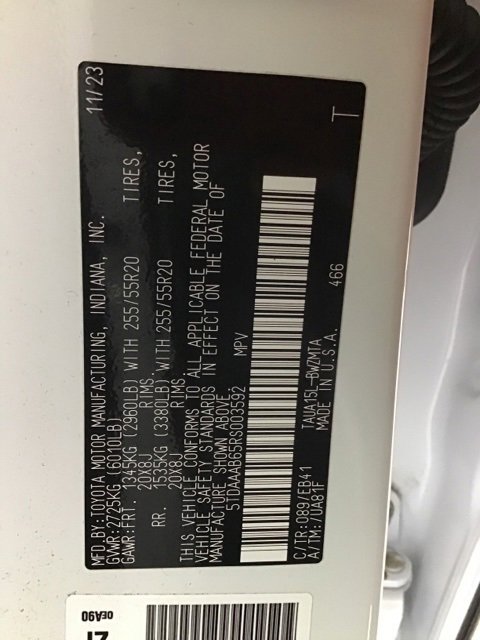 MFD.BY:TOYOTA MOTOR MANUFACTURING, INDIANA, INC. 11/23
GVWR:2725KG (6010LB)
GAWR:FRT. 1345KG (2960LB) WITH 255/55R20 TIRES,
20X8J RIMS.
RR. 1535KG (3380LB) WITH 255/55R20 TIRES,
20X8J RIMS.
THIS VEHICLE CONFORMS TO ALL APPLICABLE FEDERAL MOTOR
VEHICLE SAFETY STANDARDS IN EFFECT ON THE DATE OF
MANUFACTURE SHOWN ABOVE.
5TDAAAB65RS003592 MPV
C/TR:089/EB41 TAUA15L-BWZMTA 466
A/TM:/UA81F MADE IN U.S.A. T
0EA90